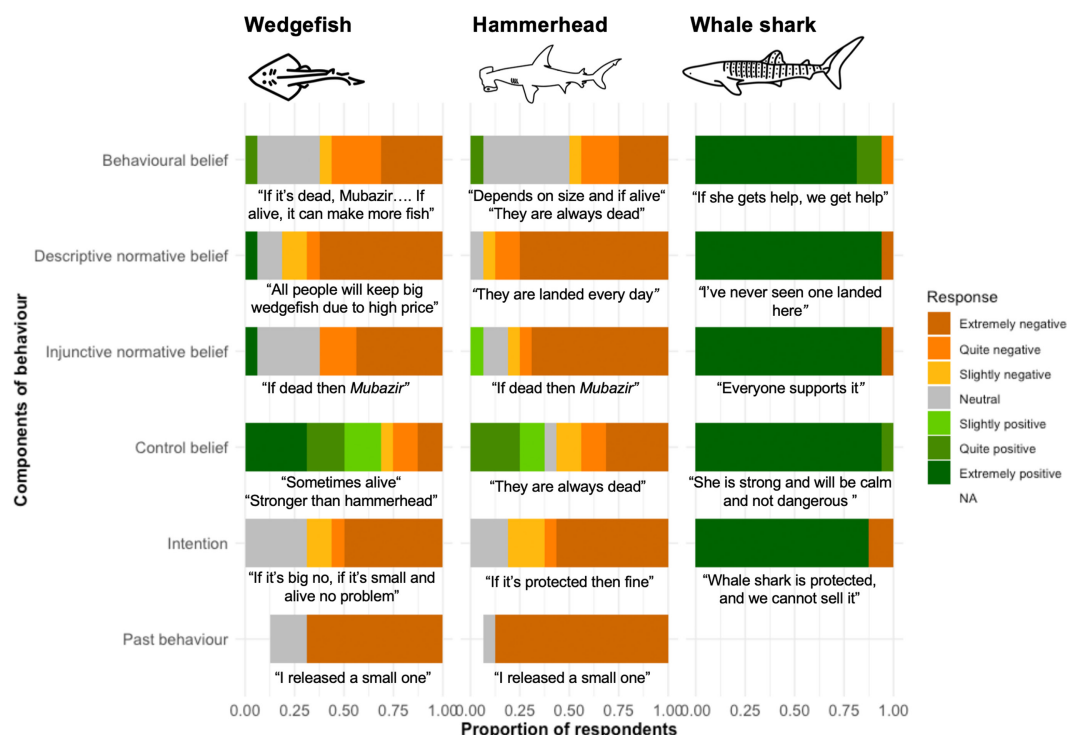 Wedgefish
Hammerhead
Whale shark
Behavioural belief
“If it’s dead, Mubazir…. If
alive, it can make more fish”
“Depends on size and if alive“
“They are always dead”
“If she gets help, we get help”
Descriptive normative belief
“All people will keep big
wedgefish due to high price”
“They are landed every day”
“I’ve never seen one landed
here”
Injunctive normative belief
“If dead then Mubazir”
“If dead then Mubazir”
“Everyone supports it”
Control belief
“Sometimes alive“
“Stronger than hammerhead”
“They are always dead”
“She is strong and will be calm
and not dangerous ”
Intention
“If it’s big no, if it’s small and
alive no problem”
“If it’s protected then fine”
“Whale shark is protected,
and we cannot sell it”
Past behaviour
“I released a small one”
“I released a small one”
0.00 0.25 0.50 0.75 1.00
0.00 0.25 0.50 0.75 1.00
0.00 0.25 0.50 0.75 1.00
Proportion of respondents
Components of behaviour
Response
Extremely negative
Quite negative
Slightly negative
Neutral
Slightly positive
Quite positive
Extremely positive
NA